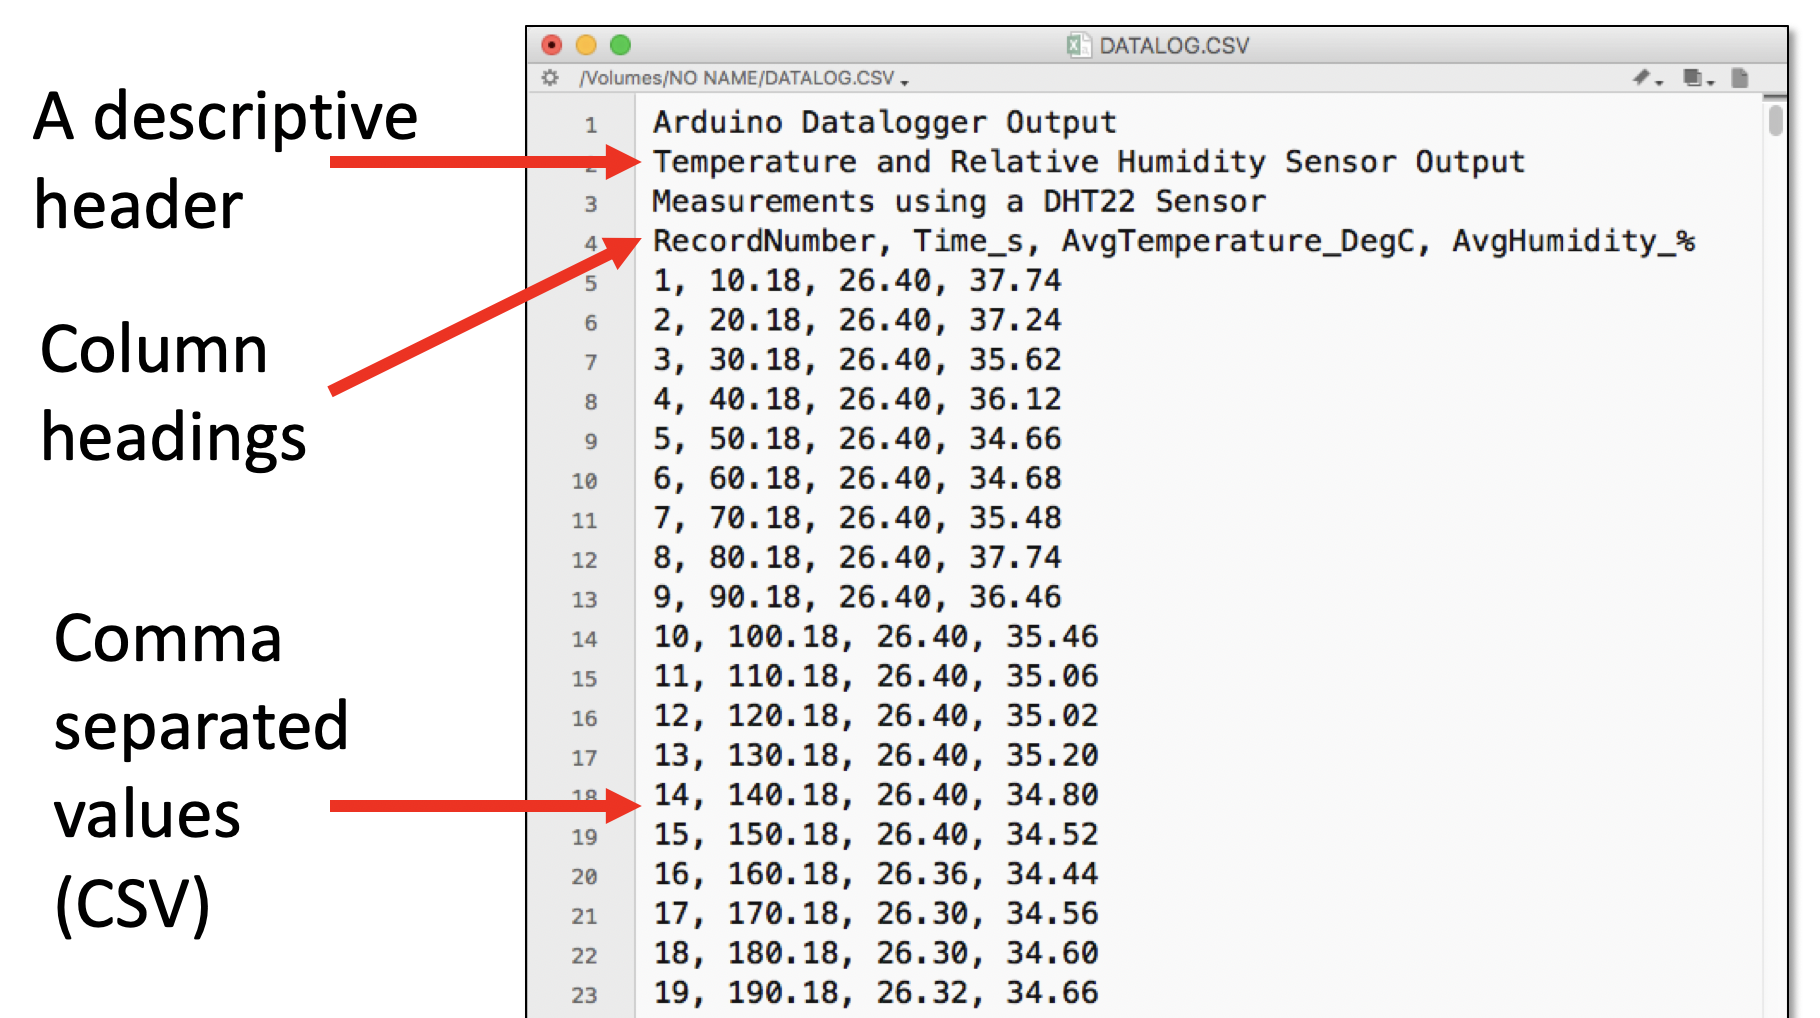 A descriptive
header
Column
headings
Comma
separated
values
(CSV)
DATALOG.CSV
/Volumes/NO NAME/DATALOG.CSV
1 Arduino Datalogger Output
2 Temperature and Relative Humidity Sensor Output
3 Measurements using a DHT22 Sensor
4 RecordNumber, Time_s, AvgTemperature_DegC, AvgHumidity_%
5 1, 10.18, 26.40, 37.74
6 2, 20.18, 26.40, 37.24
7 3, 30.18, 26.40, 35.62
8 4, 40.18, 26.40, 36.12
9 5, 50.18, 26.40, 34.66
10 6, 60.18, 26.40, 34.68
11 7, 70.18, 26.40, 35.48
12 8, 80.18, 26.40, 37.74
13 9, 90.18, 26.40, 36.46
14 10, 100.18, 26.40, 35.46
15 11, 110.18, 26.40, 35.06
16 12, 120.18, 26.40, 35.02
17 13, 130.18, 26.40, 35.20
18 14, 140.18, 26.40, 34.80
19 15, 150.18, 26.40, 34.52
20 16, 160.18, 26.36, 34.44
21 17, 170.18, 26.30, 34.56
22 18, 180.18, 26.30, 34.60
23 19, 190.18, 26.32, 34.66